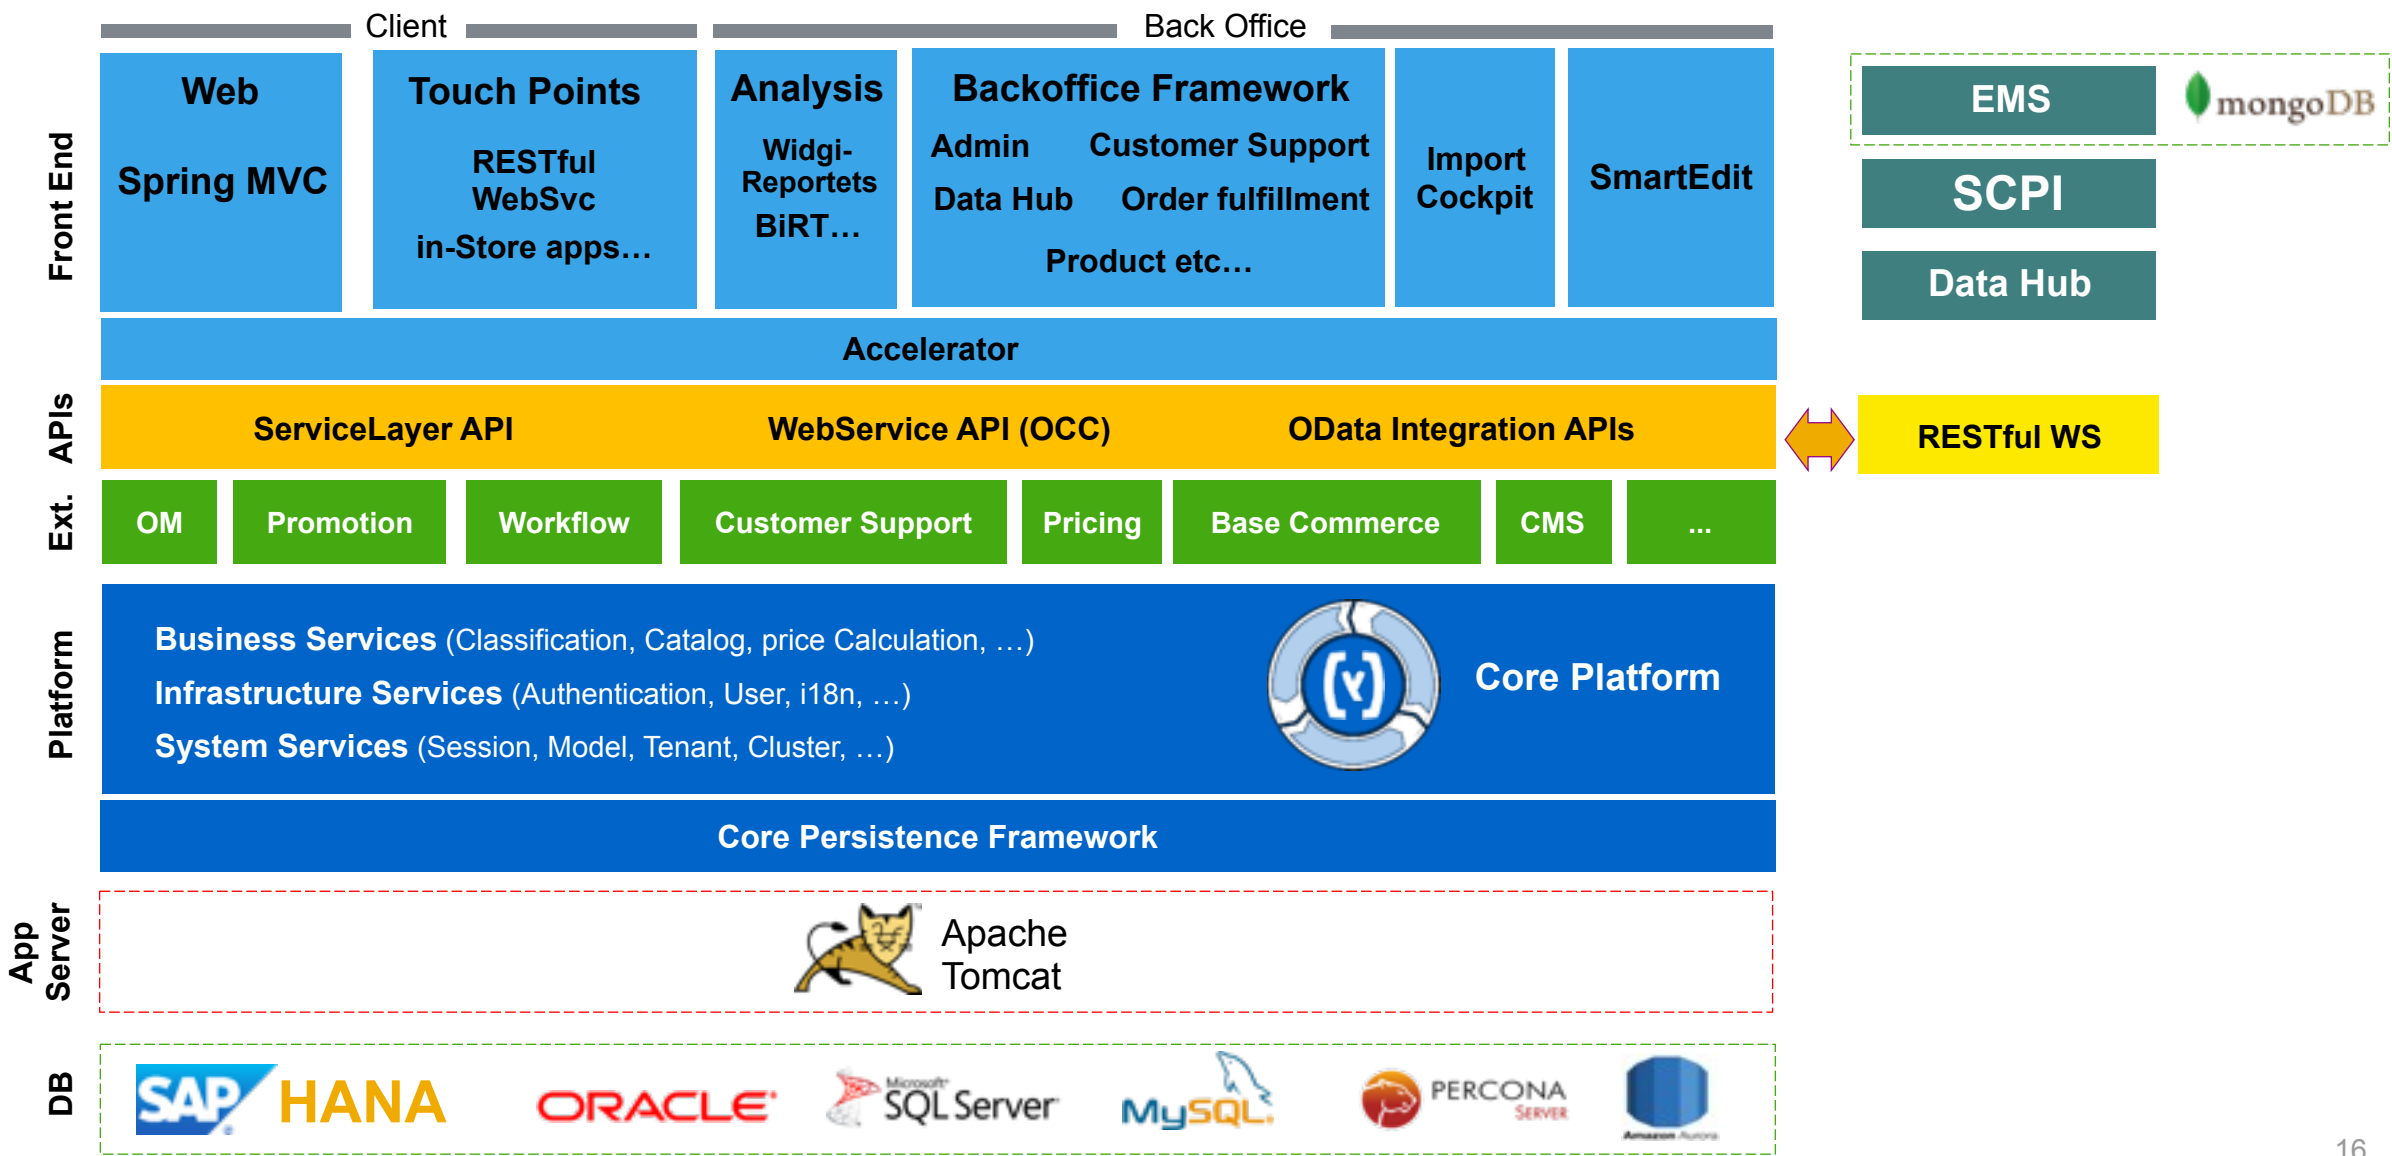 Client
Back Office
Front End
Web
Spring MVC
Touch Points
RESTful
WebSvc
in-Store apps…
Analysis
Widgi-
Reportets
BiRT…
Backoffice Framework
Admin
Customer Support
Data Hub
Order fulfillment
Product etc…
Import
Cockpit
SmartEdit
EMS
mongoDB
SCPI
Data Hub
Accelerator
APIs
ServiceLayer API
WebService API (OCC)
OData Integration APIs
RESTful WS
Ext.
OM
Promotion
Workflow
Customer Support
Pricing
Base Commerce
CMS
...
Platform
Business Services (Classification, Catalog, price Calculation, …)
Infrastructure Services (Authentication, User, i18n, …)
System Services (Session, Model, Tenant, Cluster, …)
[y]
Core Platform
Core Persistence Framework
App
Server
Apache
Tomcat
DB
SAP HANA
ORACLE
Microsoft
SQL Server
MySQL
PERCONA
SERVER
Amazon Aurora
16